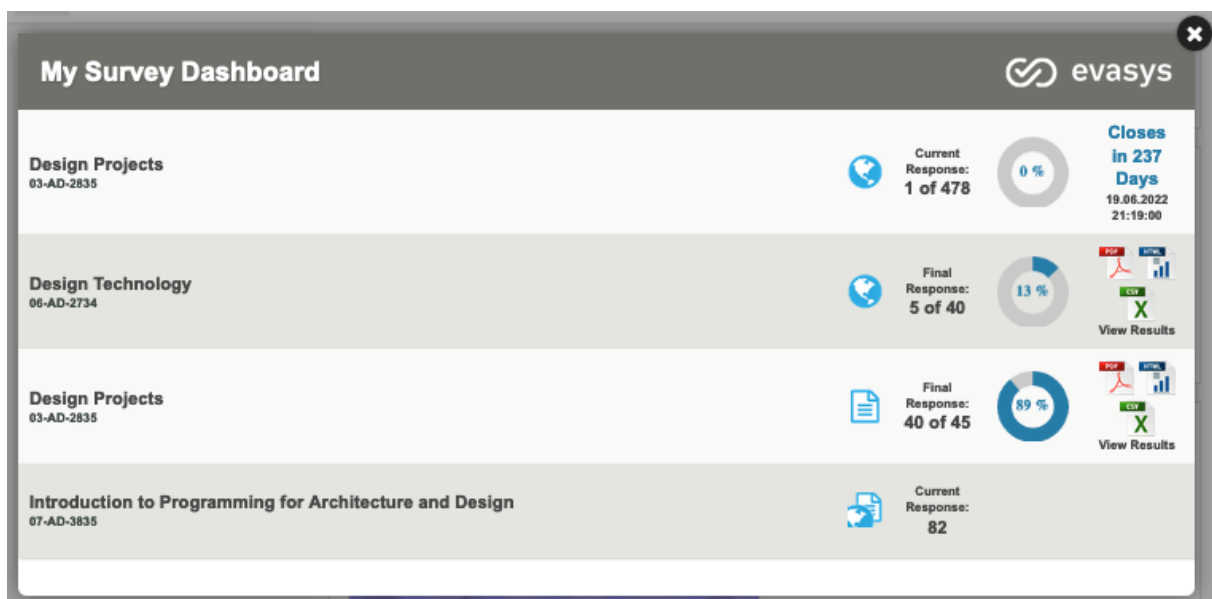 My Survey Dashboard
evasys
Design Projects
03-AD-2835
Current
Response:
1 of 478
0 %
Closes
in 237
Days
19.06.2022
21:19:00
Design Technology
06-AD-2734
Final
Response:
5 of 40
13 %
PDF HTML
CSV
X
View Results
Design Projects
03-AD-2835
Final
Response:
40 of 45
89 %
PDF HTML
CSV
X
View Results
Introduction to Programming for Architecture and Design
07-AD-3835
Current
Response:
82